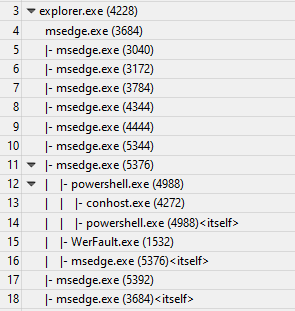 3 explorer.exe (4228)
4 msedge.exe (3684)
5 |- msedge.exe (3040)
6 |- msedge.exe (3172)
7 |- msedge.exe (3784)
8 |- msedge.exe (4344)
9 |- msedge.exe (4444)
10 |- msedge.exe (5344)
11 |- msedge.exe (5376)
12 | |- powershell.exe (4988)
13 | | |- conhost.exe (4272)
14 | | |- powershell.exe (4988)<itself>
15 | |- WerFault.exe (1532)
16 | |- msedge.exe (5376)<itself>
17 |- msedge.exe (5392)
18 |- msedge.exe (3684)<itself>